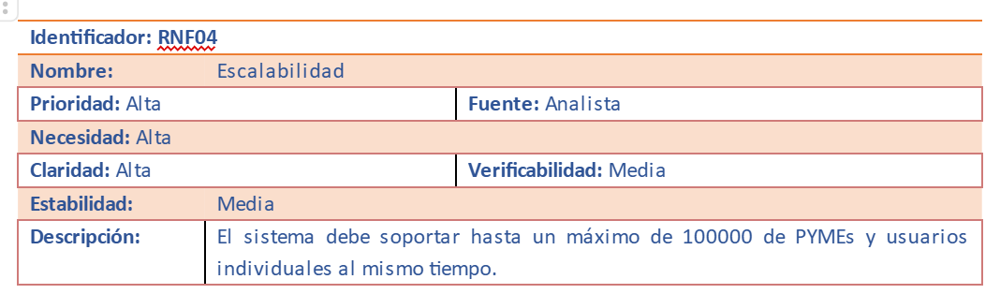 Identificador: RNF04
Nombre: Escalabilidad
Prioridad: Alta Fuente: Analista
Necesidad: Alta
Claridad: Alta Verificabilidad: Media
Estabilidad: Media
Descripción: El sistema debe soportar hasta un máximo de 100000 de PYMEs y usuarios
individuales al mismo tiempo.